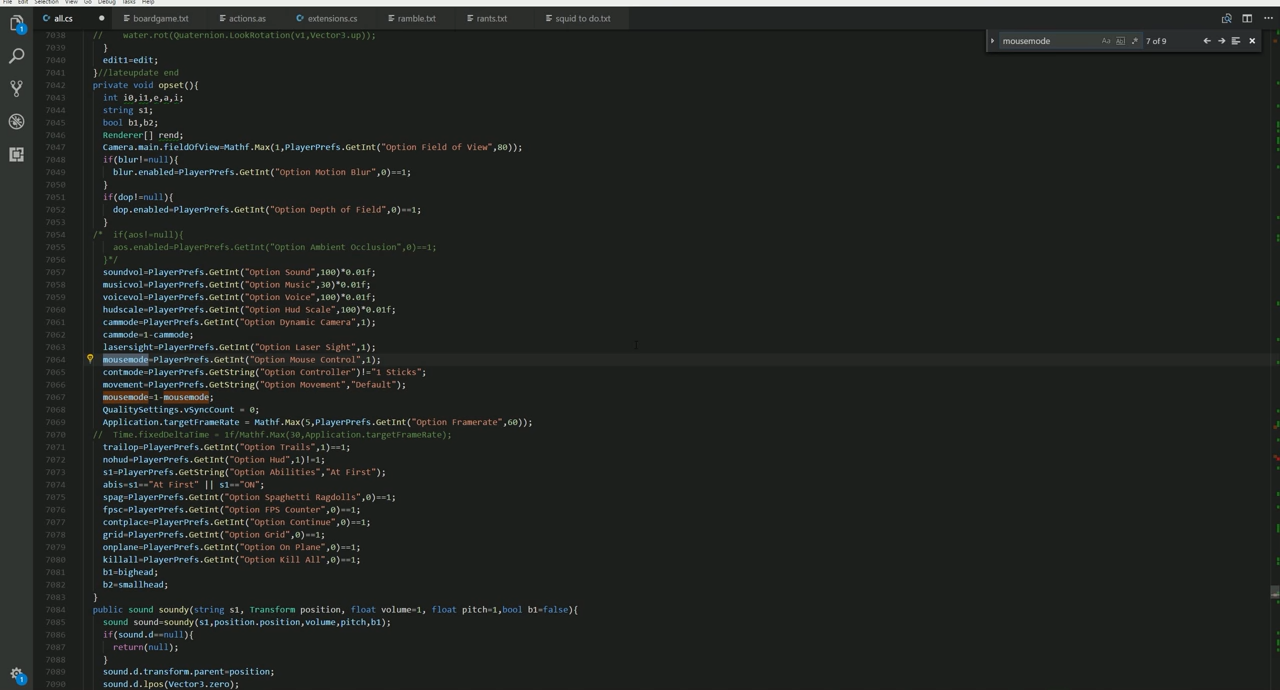 File Edit Selection View Go Debug Tasks Help
all.cs boardgame.txt actions.as extensions.cs ramble.txt rants.txt squid to do.txt
mousemode Aa Abl .* 7 of 9
7038 // water.rot(Quaternion.LookRotation(v1,Vector3.up));
7039 }
7040 edit1=edit;
7041 }//lateupdate end
7042 private void opset(){
7043 int i0,i1,e,a,i;
7044 string s1;
7045 bool b1,b2;
7046 Renderer[] rend;
7047 Camera.main.fieldOfView=Mathf.Max(1,PlayerPrefs.GetInt("Option Field of View",80));
7048 if(blur!=null){
7049 blur.enabled=PlayerPrefs.GetInt("Option Motion Blur",0)==1;
7050 }
7051 if(dop!=null){
7052 dop.enabled=PlayerPrefs.GetInt("Option Depth of Field",0)==1;
7053 }
7054 /* if(aos!=null){
7055 aos.enabled=PlayerPrefs.GetInt("Option Ambient Occlusion",0)==1;
7056 }*/
7057 soundvol=PlayerPrefs.GetInt("Option Sound",100)*0.01f;
7058 musicvol=PlayerPrefs.GetInt("Option Music",30)*0.01f;
7059 voicevol=PlayerPrefs.GetInt("Option Voice",100)*0.01f;
7060 hudscale=PlayerPrefs.GetInt("Option Hud Scale",100)*0.01f;
7061 cammode=PlayerPrefs.GetInt("Option Dynamic Camera",1);
7062 cammode=1-cammode;
7063 lasersight=PlayerPrefs.GetInt("Option Laser Sight",1);
7064 mousemode=PlayerPrefs.GetInt("Option Mouse Control",1);
7065 contmode=PlayerPrefs.GetString("Option Controller")!="1 Sticks";
7066 movement=PlayerPrefs.GetString("Option Movement","Default");
7067 mousemode=1-mousemode;
7068 QualitySettings.vSyncCount = 0;
7069 Application.targetFrameRate = Mathf.Max(5,PlayerPrefs.GetInt("Option Framerate",60));
7070 // Time.fixedDeltaTime = 1f/Mathf.Max(30,Application.targetFrameRate);
7071 trailop=PlayerPrefs.GetInt("Option Trails",1)==1;
7072 nohud=PlayerPrefs.GetInt("Option Hud",1)!=1;
7073 s1=PlayerPrefs.GetString("Option Abilities","At First");
7074 abis=s1=="At First" || s1=="ON";
7075 spag=PlayerPrefs.GetInt("Option Spaghetti Ragdolls",0)==1;
7076 fpsc=PlayerPrefs.GetInt("Option FPS Counter",0)==1;
7077 contplace=PlayerPrefs.GetInt("Option Continue",0)==1;
7078 grid=PlayerPrefs.GetInt("Option Grid",0)==1;
7079 onplane=PlayerPrefs.GetInt("Option On Plane",0)==1;
7080 killall=PlayerPrefs.GetInt("Option Kill All",0)==1;
7081 b1=bighead;
7082 b2=smallhead;
7083 }
7084 public sound soundy(string s1, Transform position, float volume=1, float pitch=1,bool b1=false){
7085 sound sound=soundy(s1,position.position,volume,pitch,b1);
7086 if(sound.d==null){
7087 return(null);
7088 }
7089 sound.d.transform.parent=position;
7090 sound.d.lpos(Vector3.zero);